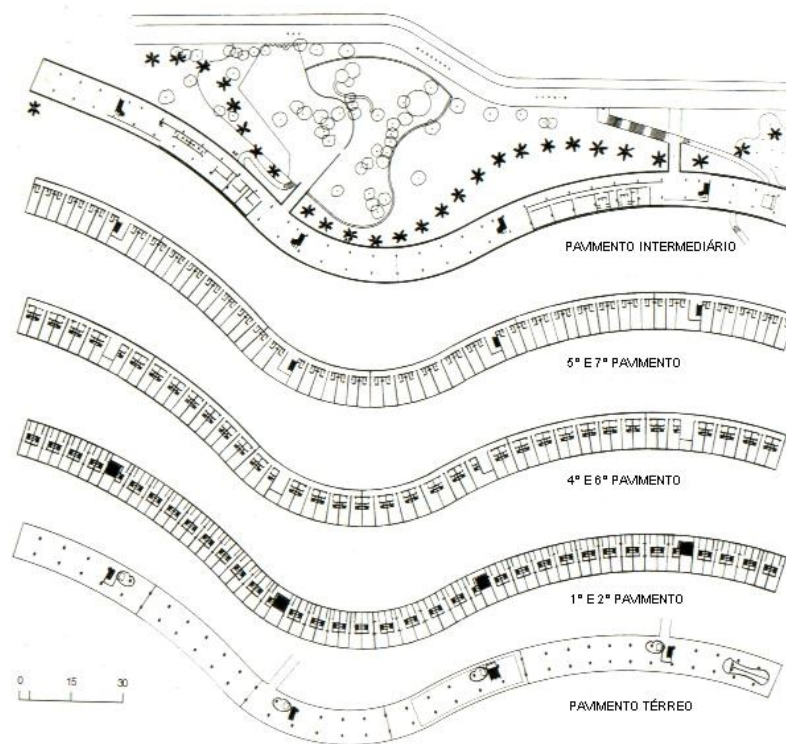 PAVIMENTO INTERMEDIÁRIO
5º E 7º PAVIMENTO
4º E 6º PAVIMENTO
1º E 2º PAVIMENTO
0 15 30
PAVIMENTO TÉRREO